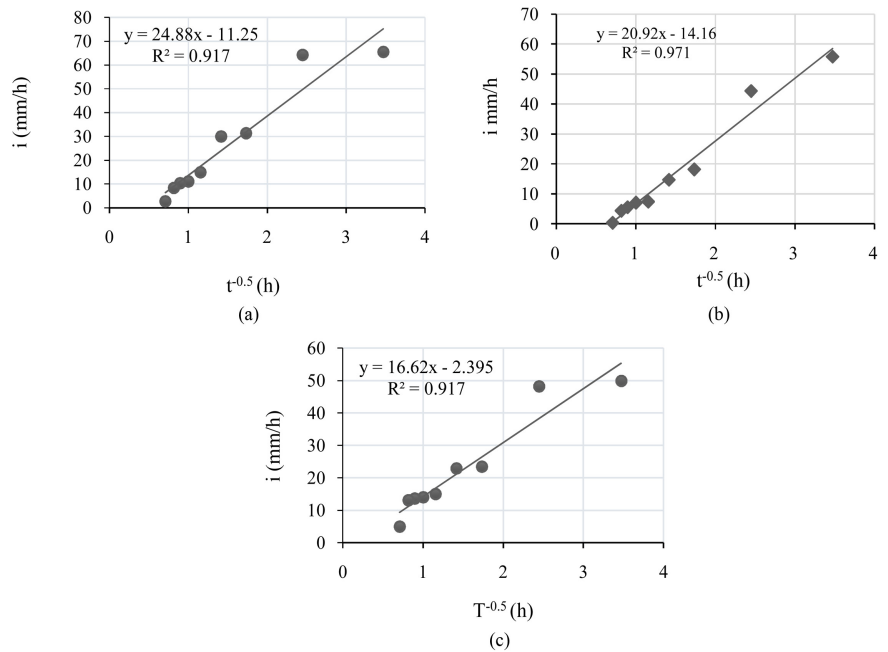 80
70
60
50
40
30
20
10
0
i (mm/h)
y = 24.88x - 11.25
R² = 0.917
0 1 2 3 4
t⁻⁰·⁵ (h)
(a)
70
60
50
40
30
20
10
0
i mm/h
y = 20.92x - 14.16
R² = 0.971
0 1 2 3 4
t⁻⁰·⁵ (h)
(b)
60
50
40
30
20
10
0
i (mm/h)
y = 16.62x - 2.395
R² = 0.917
0 1 2 3 4
T⁻⁰·⁵ (h)
(c)